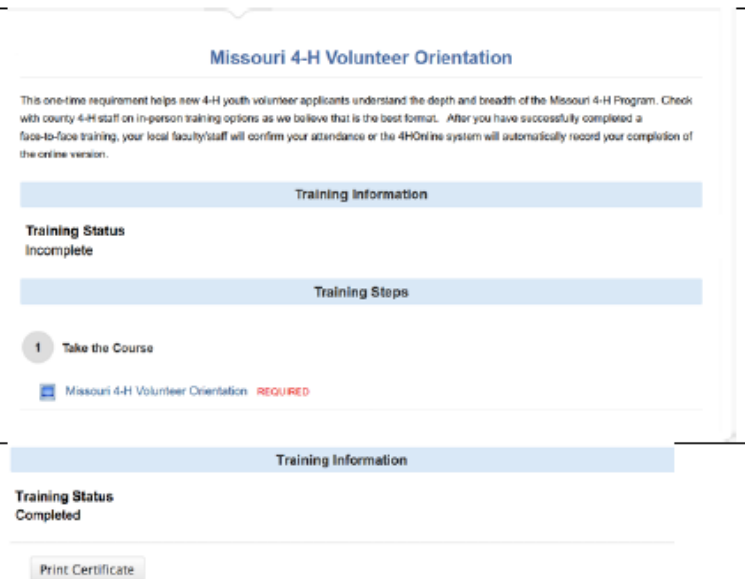 Missouri 4-H Volunteer Orientation
This one-time requirement helps new 4-H youth volunteer applicants understand the depth and breadth of the Missouri 4-H Program. Check
with county 4-H staff on in-person training options as we believe that is the best format. After you have successfully completed a
face-to-face training, your local faculty/staff will confirm your attendance or the 4HOnline system will automatically record your completion of
the online version.
Training Information
Training Status
Incomplete
Training Steps
1 Take the Course
Missouri 4-H Volunteer Orientation REQUIRED
Training Information
Training Status
Completed
Print Certificate